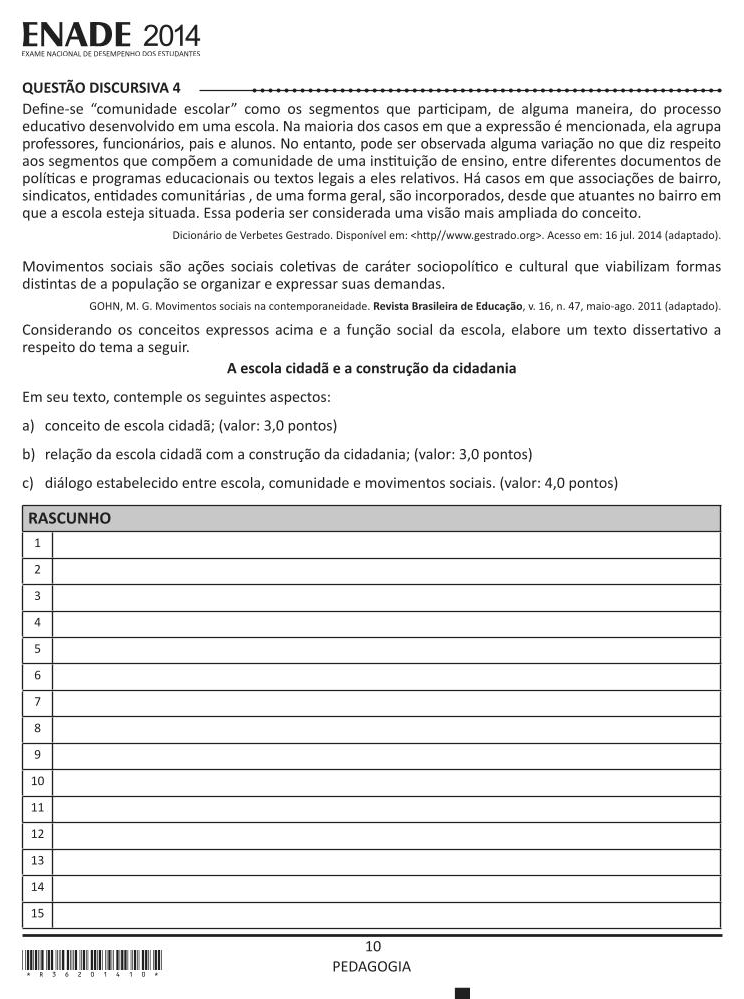 ENADE 2014
EXAME NACIONAL DE DESEMPENHO DOS ESTUDANTES
QUESTÃO DISCURSIVA 4
Define-se “comunidade escolar” como os segmentos que participam, de alguma maneira, do processo
educativo desenvolvido em uma escola. Na maioria dos casos em que a expressão é mencionada, ela agrupa
professores, funcionários, pais e alunos. No entanto, pode ser observada alguma variação no que diz respeito
aos segmentos que compõem a comunidade de uma instituição de ensino, entre diferentes documentos de
políticas e programas educacionais ou textos legais a eles relativos. Há casos em que associações de bairro,
sindicatos, entidades comunitárias , de uma forma geral, são incorporados, desde que atuantes no bairro em
que a escola esteja situada. Essa poderia ser considerada uma visão mais ampliada do conceito.
Dicionário de Verbetes Gestrado. Disponível em: <http//www.gestrado.org>. Acesso em: 16 jul. 2014 (adaptado).
Movimentos sociais são ações sociais coletivas de caráter sociopolítico e cultural que viabilizam formas
distintas de a população se organizar e expressar suas demandas.
GOHN, M. G. Movimentos sociais na contemporaneidade. Revista Brasileira de Educação, v. 16, n. 47, maio-ago. 2011 (adaptado).
Considerando os conceitos expressos acima e a função social da escola, elabore um texto dissertativo a
respeito do tema a seguir.
A escola cidadã e a construção da cidadania
Em seu texto, contemple os seguintes aspectos:
a) conceito de escola cidadã; (valor: 3,0 pontos)
b) relação da escola cidadã com a construção da cidadania; (valor: 3,0 pontos)
c) diálogo estabelecido entre escola, comunidade e movimentos sociais. (valor: 4,0 pontos)
RASCUNHO
1
2
3
4
5
6
7
8
9
10
11
12
13
14
15
10
PEDAGOGIA
*R3620141 0*